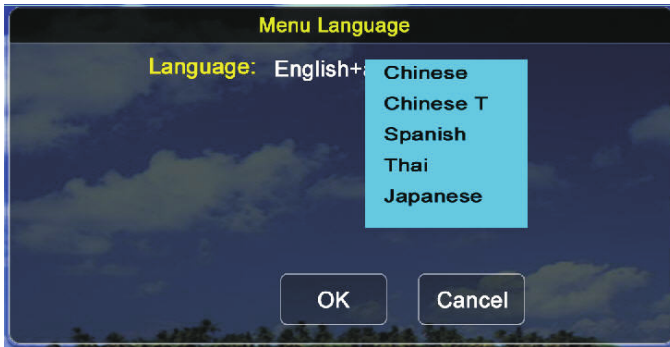 Menu Language
Language: English+
Chinese
Chinese T
Spanish
Thai
Japanese
OK Cancel